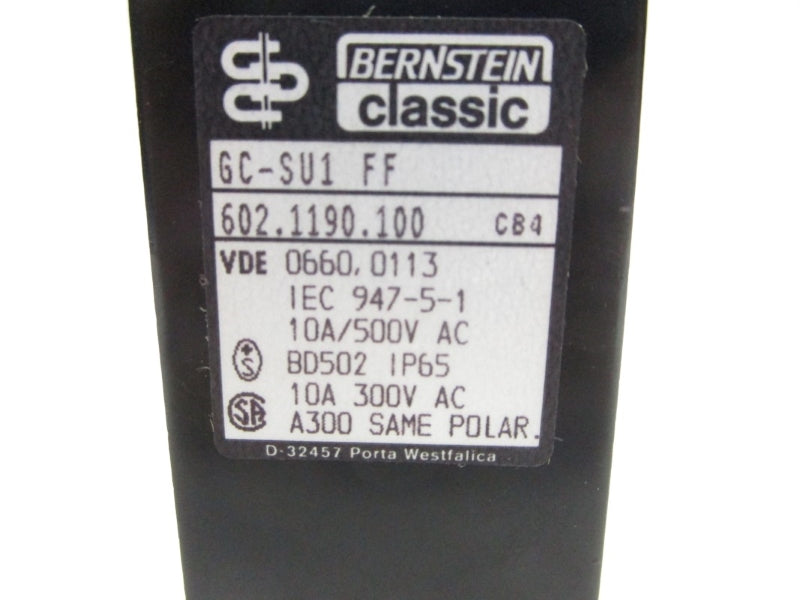 BERNSTEIN
classic
GC-SU1 FF
602.1190.100 CB4
VDE 0660,0113
IEC 947-5-1
10A/500V AC
+S BD502 IP65
10A 300V AC
SA A300 SAME POLAR.
D-32457 Porta Westfalica